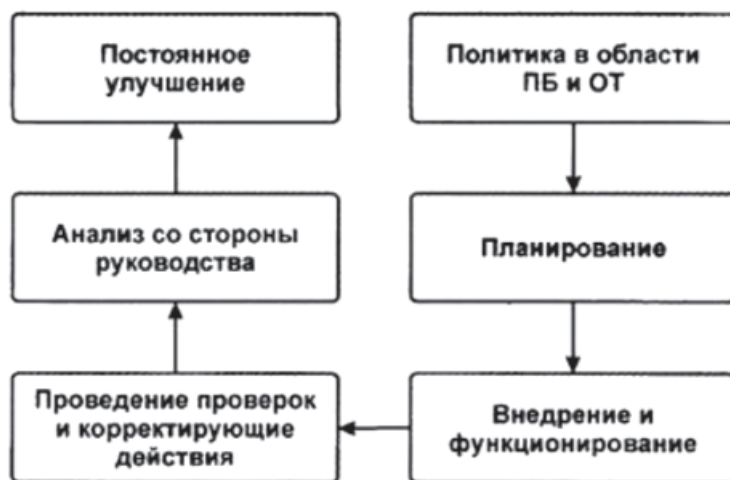 Постоянное
улучшение
Политика в области
ПБ и ОТ
Анализ со стороны
руководства
Планирование
Проведение проверок
и корректирующие
действия
Внедрение и
функционирование